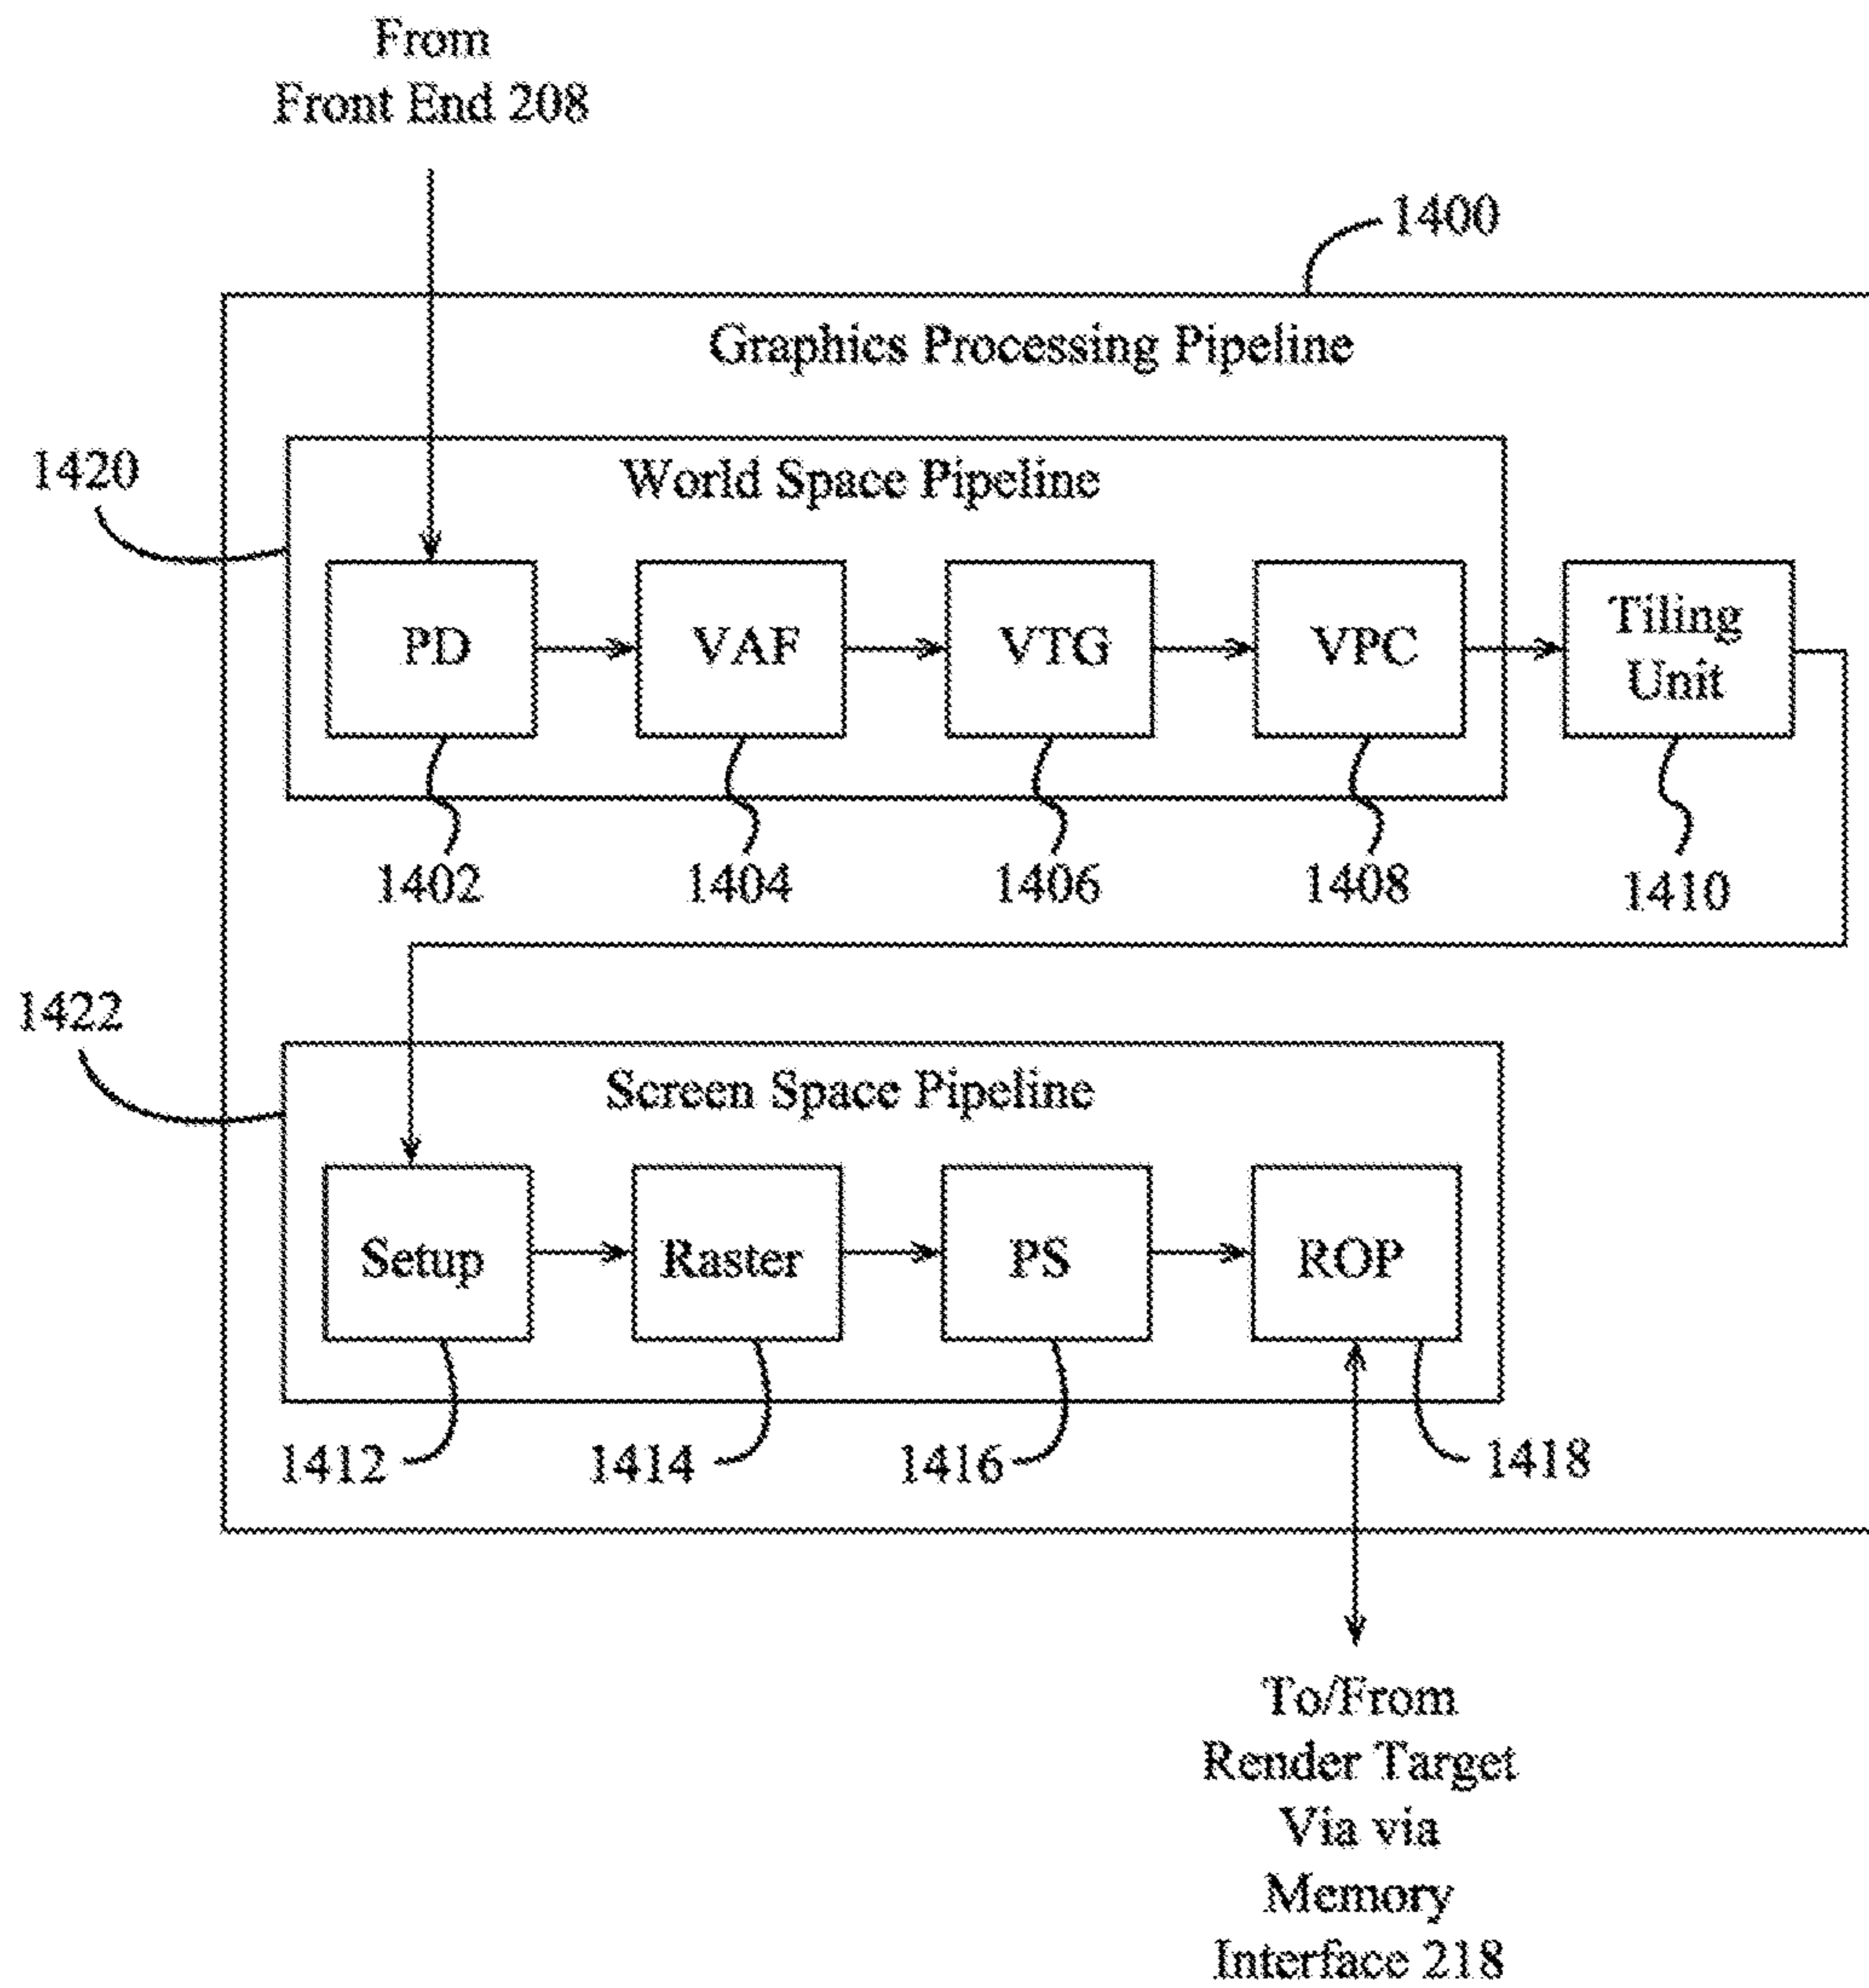 From
Front End 208
1400
Graphics Processing Pipeline
1420
World Space Pipeline
PD
VAF
VTG
VPC
Tiling
Unit
1402
1404
1406
1408
1410
1422
Screen Space Pipeline
Setup
Raster
PS
ROP
1412
1414
1416
1418
To/From
Render Target
Via via
Memory
Interface 218